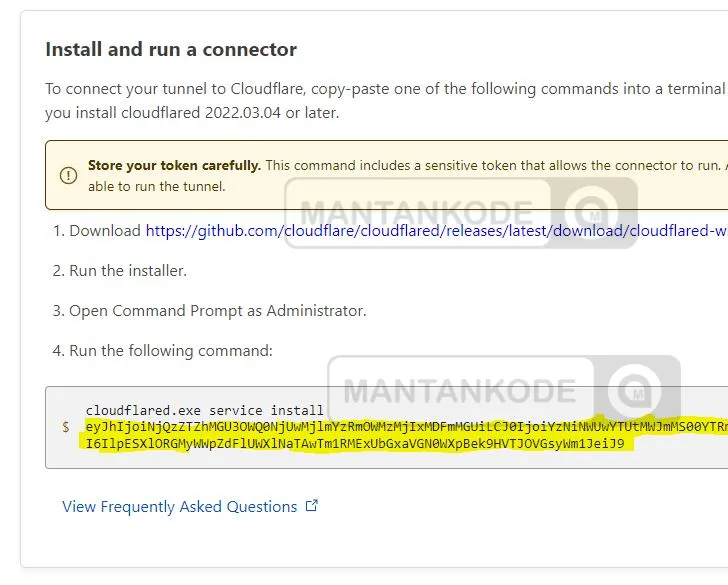 Install and run a connector
To connect your tunnel to Cloudflare, copy-paste one of the following commands into a terminal
you install cloudflared 2022.03.04 or later.
Store your token carefully. This command includes a sensitive token that allows the connector to run.
able to run the tunnel.
MANTANKODE
1. Download https://github.com/cloudflare/cloudflared/releases/latest/download/cloudflared-w
2. Run the installer.
3. Open Command Prompt as Administrator.
4. Run the following command:
MANTANKODE
cloudflared.exe service install
$
View Frequently Asked Questions